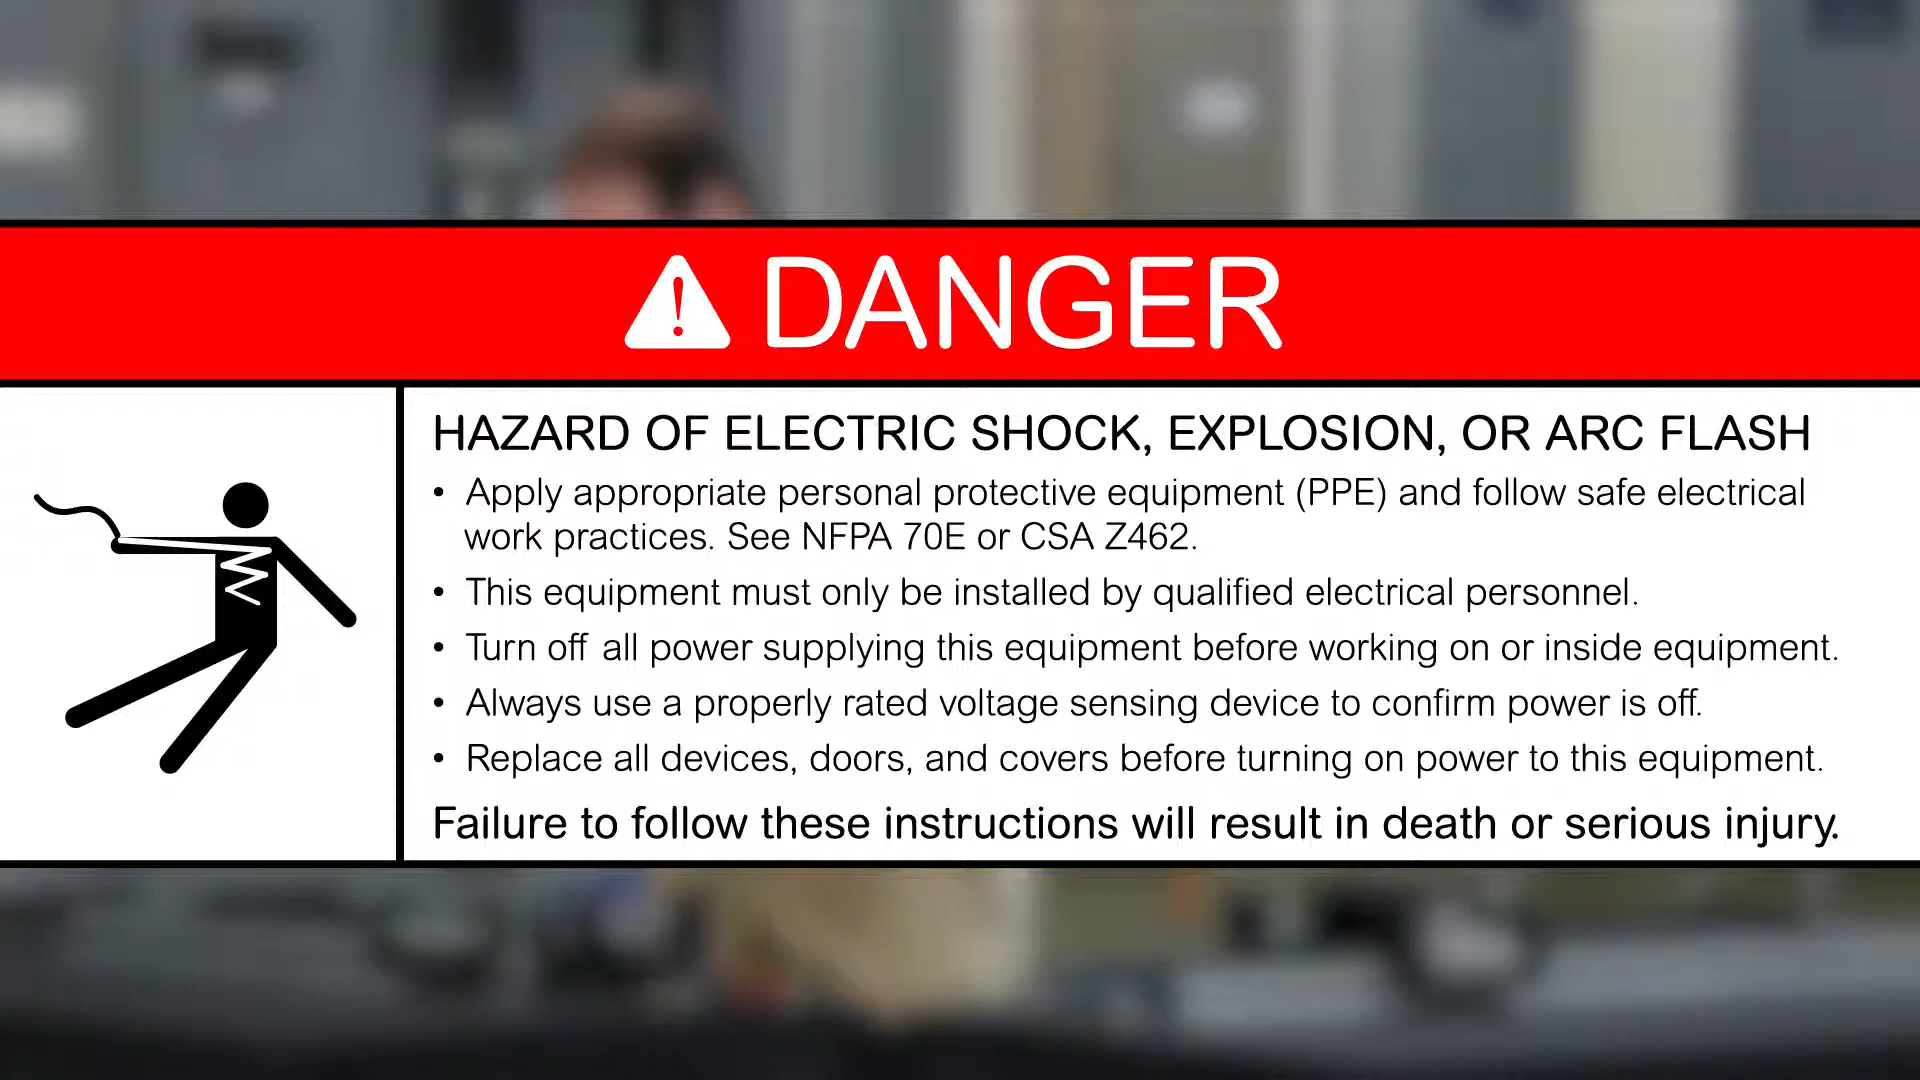 DANGER
HAZARD OF ELECTRIC SHOCK, EXPLOSION, OR ARC FLASH
• Apply appropriate personal protective equipment (PPE) and follow safe electrical
work practices. See NFPA 70E or CSA Z462.
• This equipment must only be installed by qualified electrical personnel.
• Turn off all power supplying this equipment before working on or inside equipment.
• Always use a properly rated voltage sensing device to confirm power is off.
• Replace all devices, doors, and covers before turning on power to this equipment.
Failure to follow these instructions will result in death or serious injury.